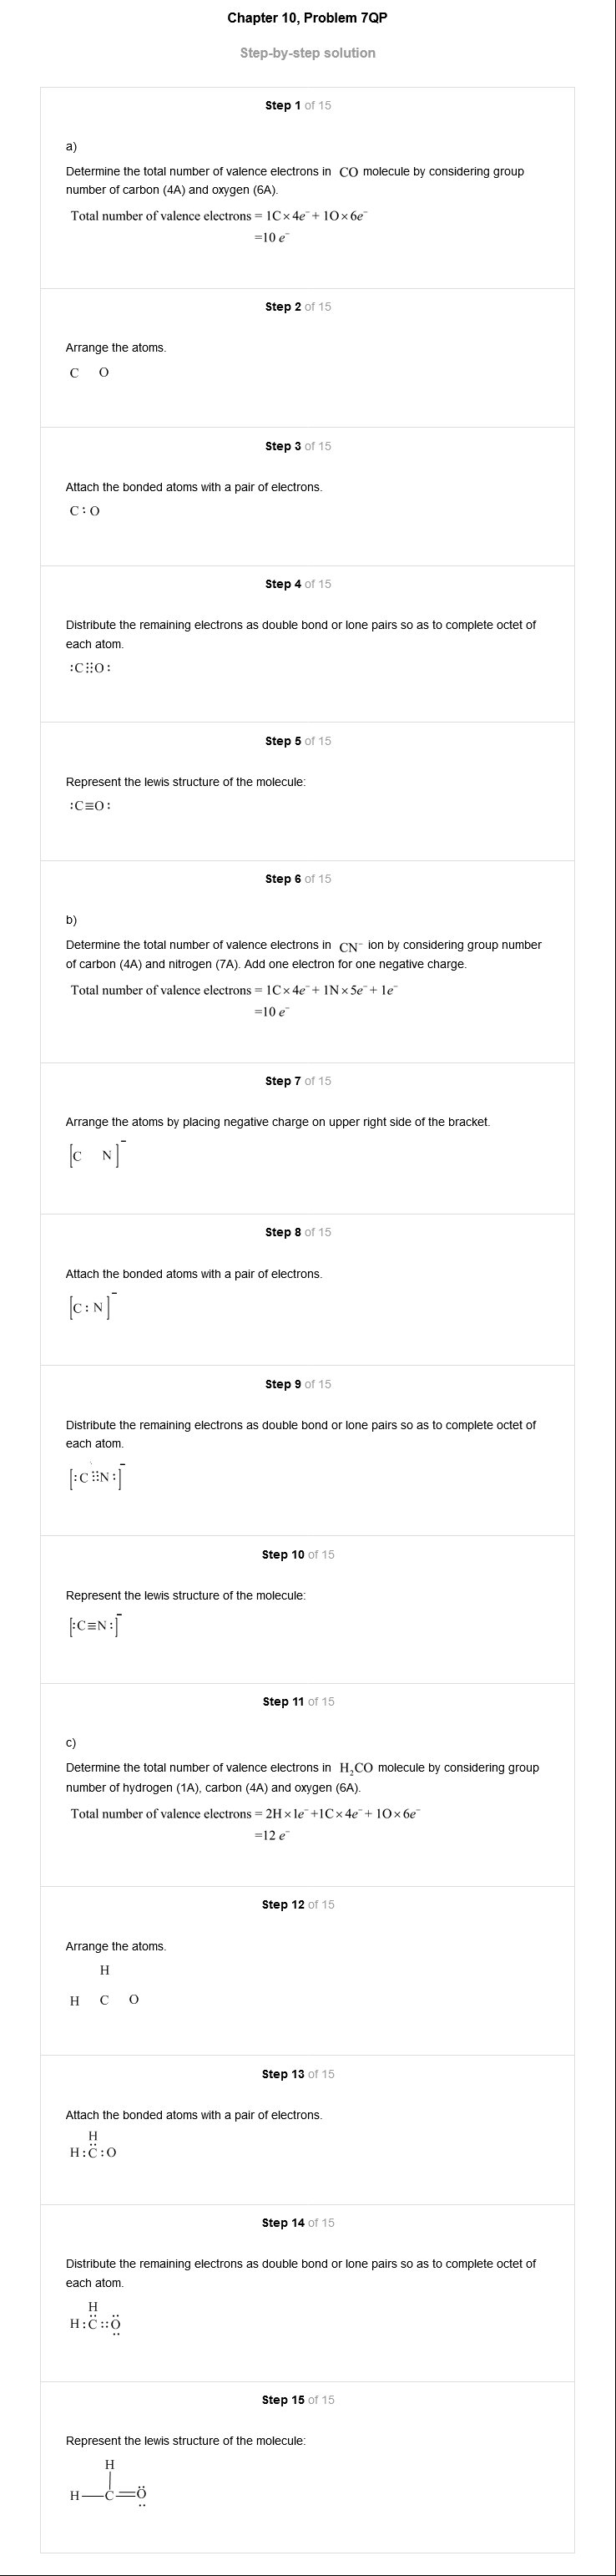 Chapter 10, Problem 7QP
Step-by-step solution
Step 1 of 15
a)
Determine the total number of valence electrons in CO molecule by considering group
number of carbon (4A) and oxygen (6A).
Total number of valence electrons = 1C×4e⁻+ 1O×6e⁻
=10 e⁻
Step 2 of 15
Arrange the atoms.
C O
Step 3 of 15
Attach the bonded atoms with a pair of electrons.
C : O
Step 4 of 15
Distribute the remaining electrons as double bond or lone pairs so as to complete octet of
each atom.
:C⋮⋮O:
Step 5 of 15
Represent the lewis structure of the molecule:
:C≡O:
Step 6 of 15
b)
Determine the total number of valence electrons in CN⁻ ion by considering group number
of carbon (4A) and nitrogen (7A). Add one electron for one negative charge.
Total number of valence electrons = 1C×4e⁻+ 1N×5e⁻+ 1e⁻
=10 e⁻
Step 7 of 15
Arrange the atoms by placing negative charge on upper right side of the bracket.
[C N]⁻
Step 8 of 15
Attach the bonded atoms with a pair of electrons.
[C : N]⁻
Step 9 of 15
Distribute the remaining electrons as double bond or lone pairs so as to complete octet of
each atom.
[:C⋮⋮N:]⁻
Step 10 of 15
Represent the lewis structure of the molecule:
[:C≡N:]⁻
Step 11 of 15
c)
Determine the total number of valence electrons in H₂CO molecule by considering group
number of hydrogen (1A), carbon (4A) and oxygen (6A).
Total number of valence electrons = 2H×1e⁻+1C×4e⁻+ 1O×6e⁻
=12 e⁻
Step 12 of 15
Arrange the atoms.
H
H C O
Step 13 of 15
Attach the bonded atoms with a pair of electrons.
H
H : C̈ : O
Step 14 of 15
Distribute the remaining electrons as double bond or lone pairs so as to complete octet of
each atom.
H
H : C̈ :: Ö̤
Step 15 of 15
Represent the lewis structure of the molecule:
H
|
H—C=Ö̤